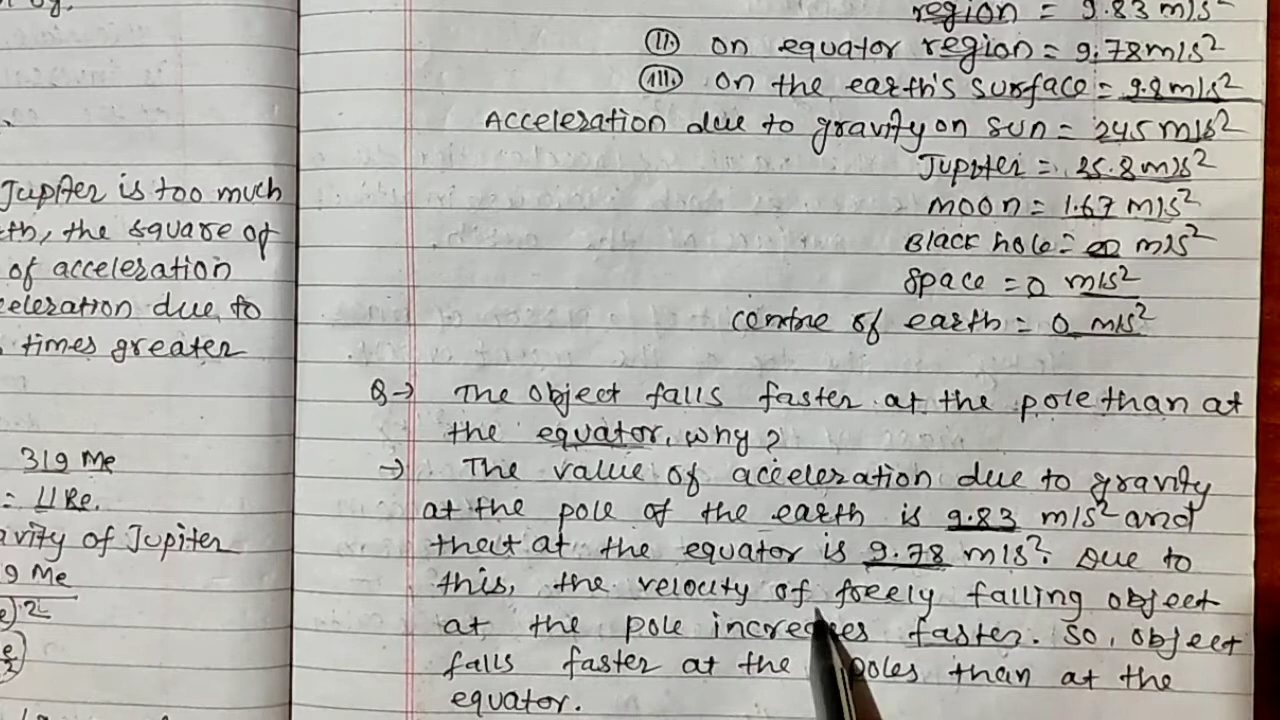 Jupiter is too much
th, the square of
of acceleration
celeration due to
times greater
319 Me
= 11 Re.
avity of Jupiter
9 Me
region = 9.83 m/s²
(II) on equator region = 9.78 m/s²
(III.) on the earth's surface = 9.8 m/s²
Acceleration due to gravity on sun = 245 m/s²
Jupiter = 25.8 m/s²
moon = 1.67 m/s²
Black hole = ∞ m/s²
space = 0 m/s²
centre of earth = 0 m/s²
Q→ The object falls faster at the pole than at
the equator, why?
→ The value of acceleration due to gravity
at the pole of the earth is 9.83 m/s² and
that at the equator is 9.78 m/s². Due to
this, the velocity of freely falling object
at the pole increases faster. So, object
falls faster at the poles than at the
equator.